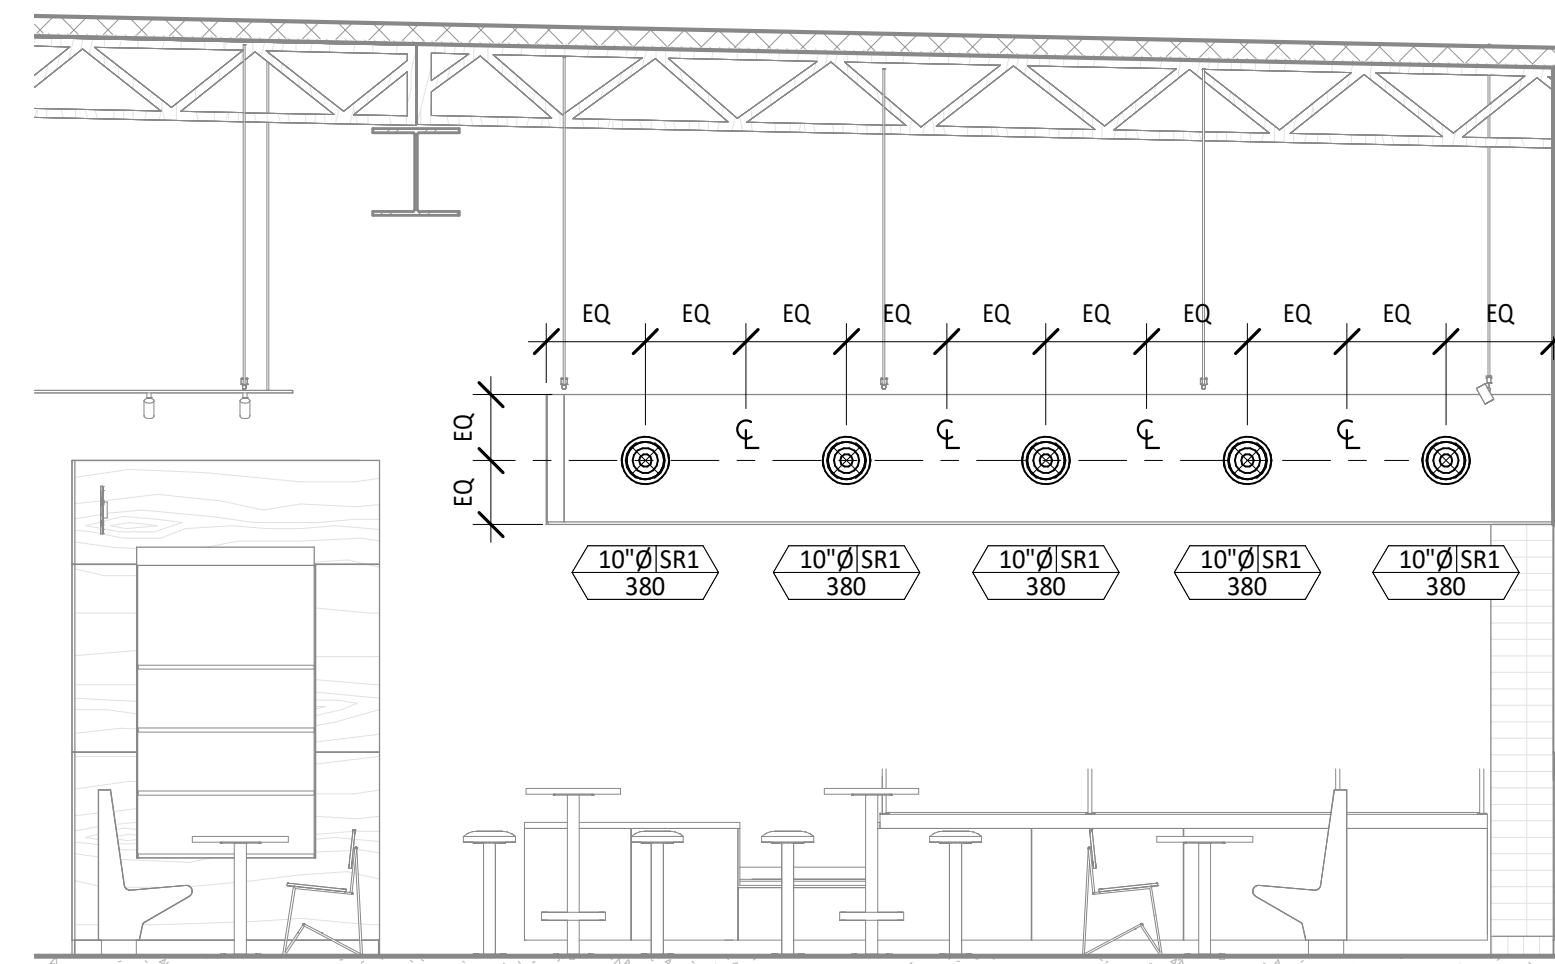 EQ EQ EQ EQ EQ EQ EQ EQ EQ EQ
EQ
EQ
℄ ℄ ℄ ℄
10"Ø SR1 10"Ø SR1 10"Ø SR1 10"Ø SR1 10"Ø SR1
380 380 380 380 380